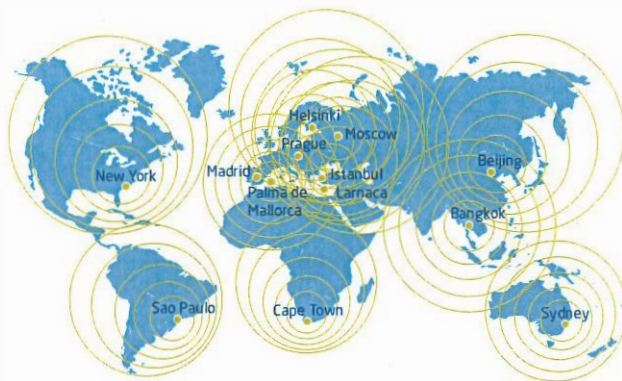 Helsinki
Moscow
Prague
Madrid
Istanbul
Palma de
Mallorca
Larnaca
New York
Beijing
Bangkok
Sao Paulo
Cape Town
Sydney